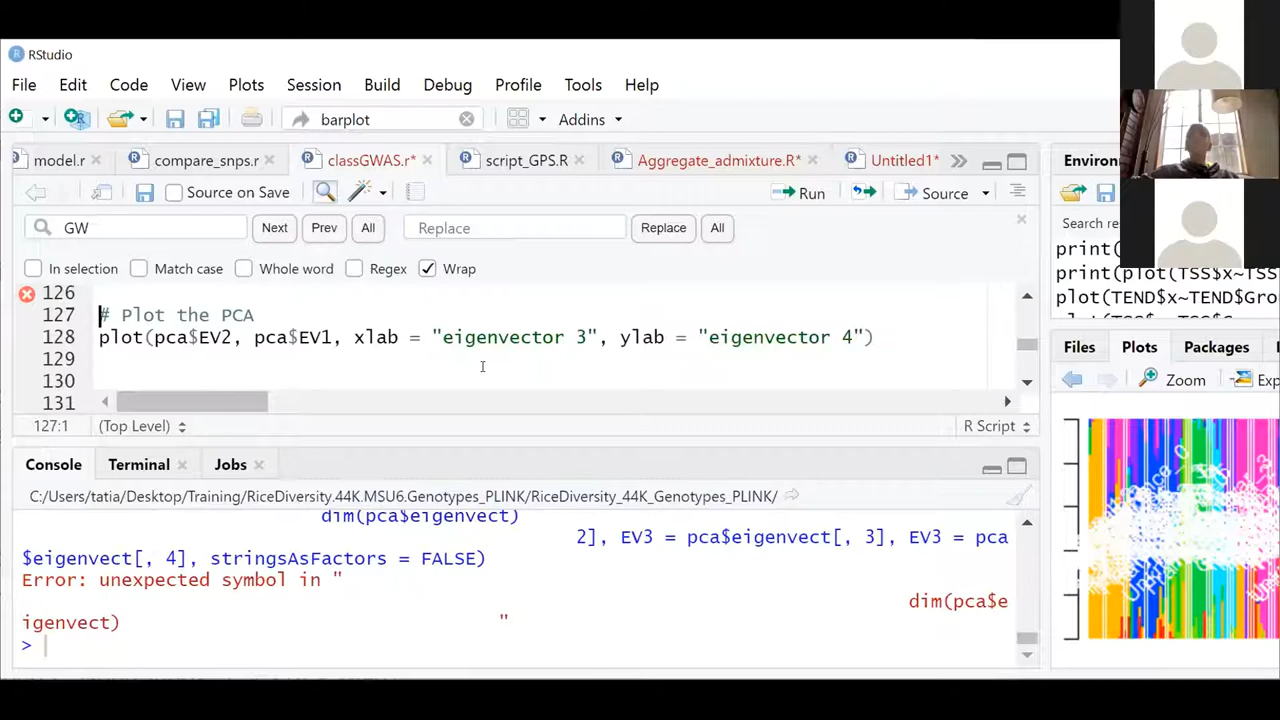 RStudio
File Edit Code View Plots Session Build Debug Profile Tools Help
barplot Addins
model.r compare_snps.r classGWAS.r* script_GPS.R Aggregate_admixture.R* Untitled1*
Source on Save Run Source
GW Next Prev All Replace Replace All
In selection Match case Whole word Regex Wrap
126
127 # Plot the PCA
128 plot(pca$EV2, pca$EV1, xlab = "eigenvector 3", ylab = "eigenvector 4")
129
130
131
127:1 (Top Level) R Script
Console Terminal Jobs
C:/Users/tatia/Desktop/Training/RiceDiversity.44K.MSU6.Genotypes_PLINK/RiceDiversity_44K_Genotypes_PLINK/
dim(pca$eigenvect)
2], EV3 = pca$eigenvect[, 3], EV3 = pca
$eigenvect[, 4], stringsAsFactors = FALSE)
Error: unexpected symbol in "
dim(pca$e
igenvect) "
>
Environ
Search re
print(
print(plot(TSS$x~TSS$G
plot(TEND$x~TEND$Gro
Files Plots Packages
Zoom Exp